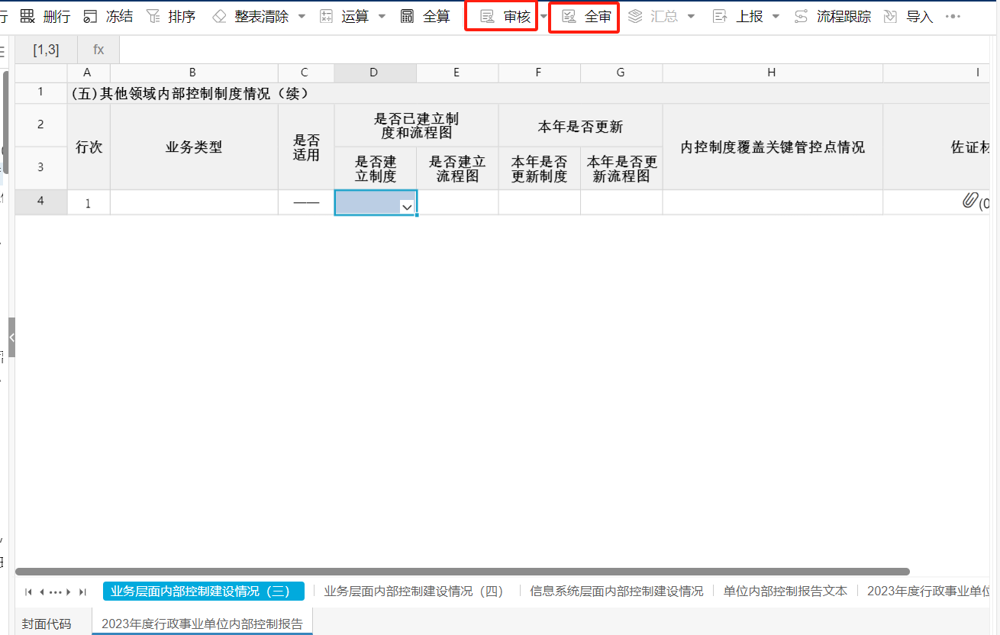 删行 冻结 排序 整表清除 运算 全算 审核 全审 汇总 上报 流程跟踪 导入
[1,3] fx
A B C D E F G H I
1 (五)其他领域内部控制制度情况（续）
2 3
行次
业务类型
是否
适用
是否已建立制
度和流程图
是否建
立制度
是否建立
流程图
本年是否更新
本年是否
更新制度
本年是否更
新流程图
内控制度覆盖关键管控点情况
佐证材
4 1 —— (0
业务层面内部控制建设情况（三） 业务层面内部控制建设情况（四） 信息系统层面内部控制建设情况 单位内部控制报告文本 2023年度行政事业单位
封面代码 2023年度行政事业单位内部控制报告